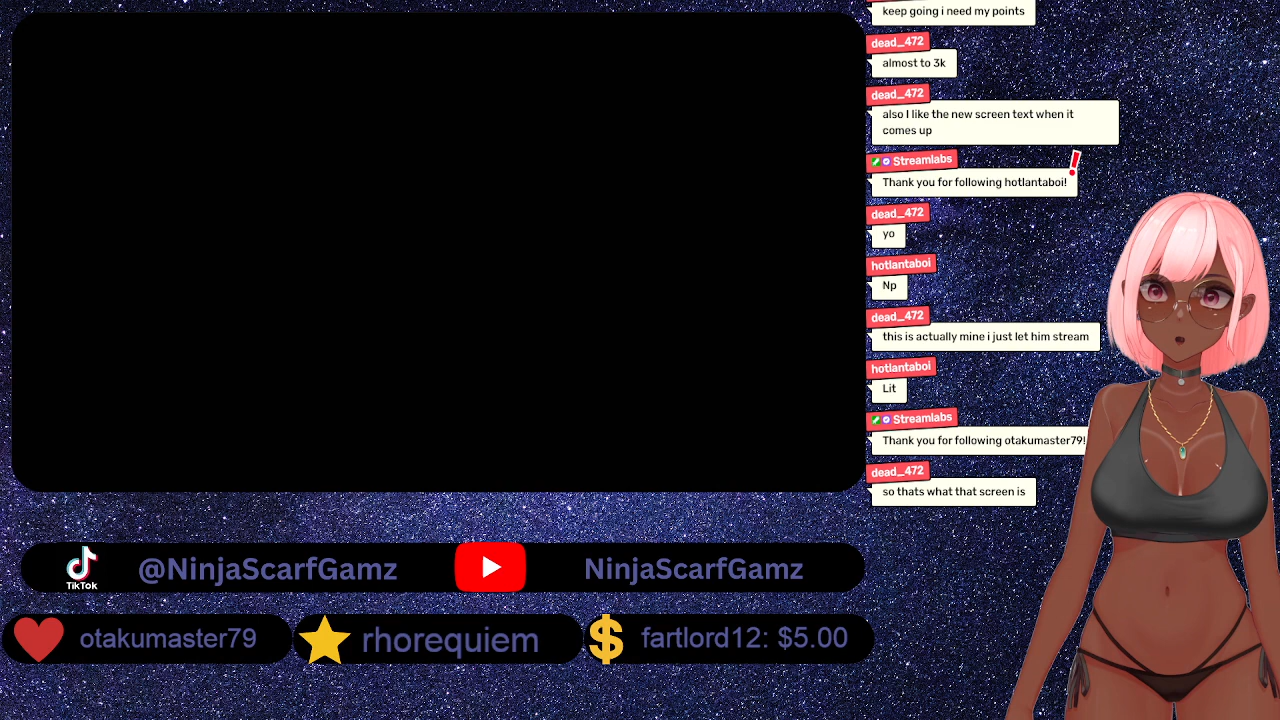 keep going i need my points
dead_472
almost to 3k
dead_472
also I like the new screen text when it
comes up
Streamlabs
Thank you for following hotlantaboi!
dead_472
yo
hotlantaboi
Np
dead_472
this is actually mine i just let him stream
hotlantaboi
Lit
Streamlabs
Thank you for following otakumaster79!
dead_472
so thats what that screen is
TikTok
@NinjaScarfGamz
NinjaScarfGamz
otakumaster79
rhorequiem
fartlord12: $5.00